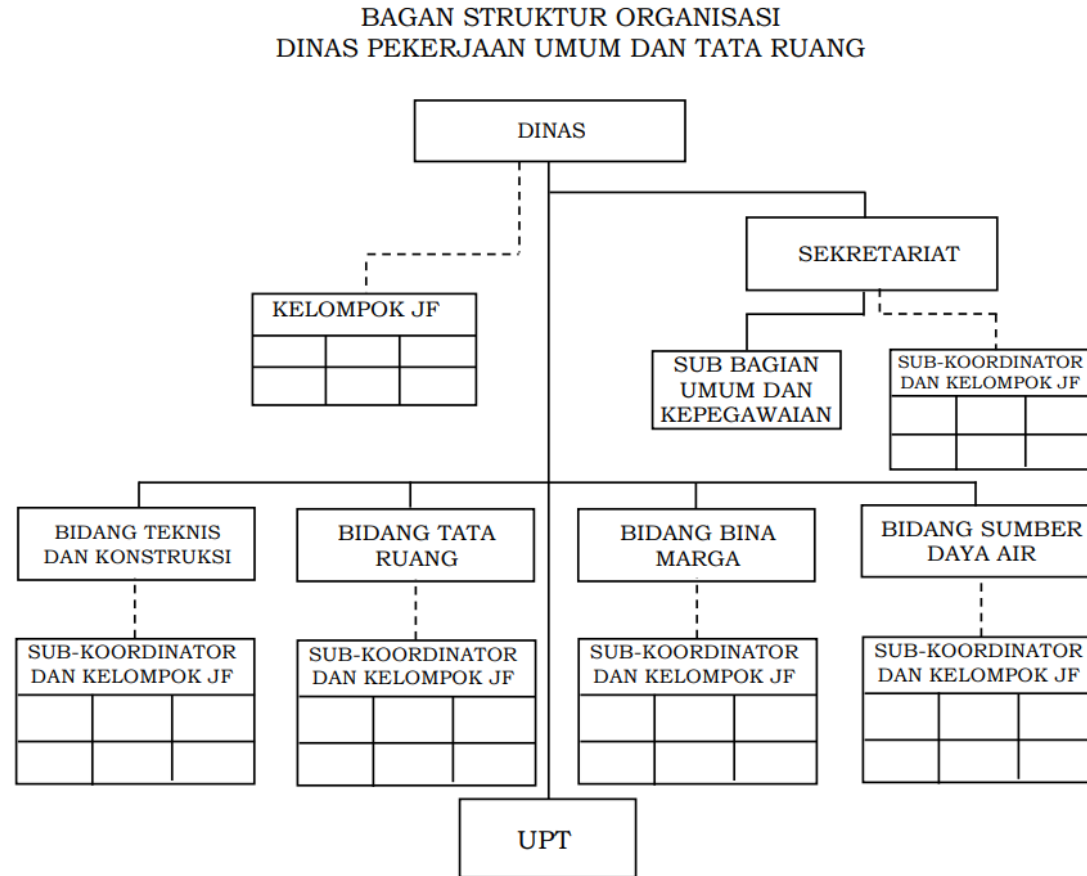 BAGAN STRUKTUR ORGANISASI
DINAS PEKERJAAN UMUM DAN TATA RUANG
DINAS
SEKRETARIAT
KELOMPOK JF
SUB BAGIAN
UMUM DAN
KEPEGAWAIAN
SUB-KOORDINATOR
DAN KELOMPOK JF
BIDANG TEKNIS
DAN KONSTRUKSI
BIDANG TATA
RUANG
BIDANG BINA
MARGA
BIDANG SUMBER
DAYA AIR
SUB-KOORDINATOR
DAN KELOMPOK JF
SUB-KOORDINATOR
DAN KELOMPOK JF
SUB-KOORDINATOR
DAN KELOMPOK JF
SUB-KOORDINATOR
DAN KELOMPOK JF
UPT